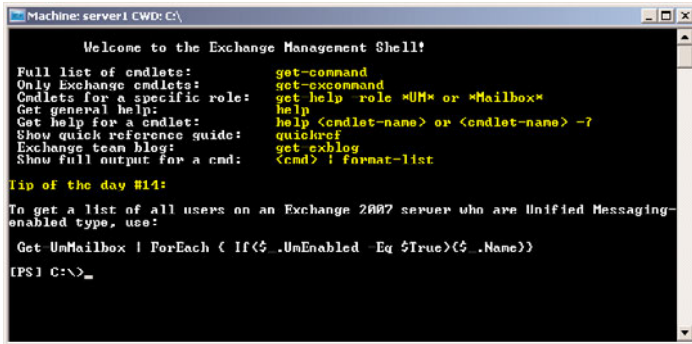 Machine: server1 CWD: C:\
Welcome to the Exchange Management Shell!
Full list of cmdlets: get-command
Only Exchange cmdlets: get-excommand
Cmdlets for a specific role: get-help -role *UM* or *Mailbox*
Get general help: help
Get help for a cmdlet: help <cmdlet-name> or <cmdlet-name> -?
Show quick reference guide: quickref
Exchange team blog: get-exblog
Show full output for a cmd: <cmd> | format-list
Tip of the day #14:
To get a list of all users on an Exchange 2007 server who are Unified Messaging-
enabled type, use:
Get-UmMailbox | ForEach { If($_.UmEnabled -Eq $True){$_.Name}}
[PS] C:\>_